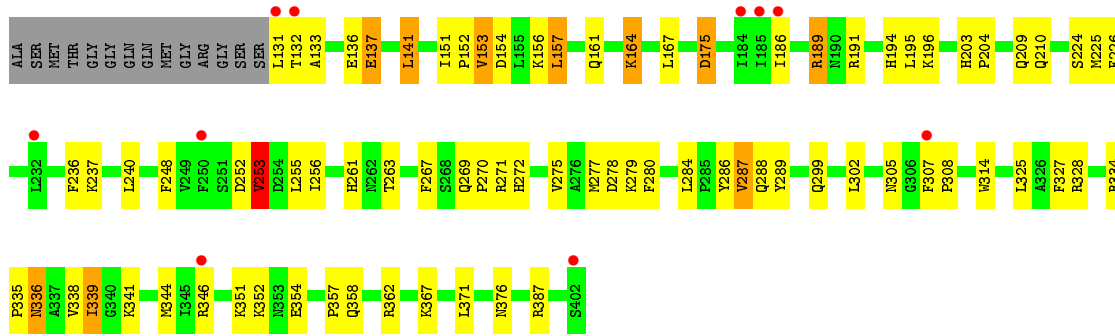 ALA SER MET THR GLY GLY GLN GLN MET GLY ARG GLY SER SER L131 T132 A133 E136 E137 L141 I151 P152 V153 D154 L155 K156 L157 Q161 K164 L167 D175 I184 I185 I186 R189 N190 R191 H194 L195 K196 H203 P204 Q209 Q210 S224 M225
L232 F236 K237 L240 F248 V249 F250 S251 D252 V253 D254 L255 I256 H261 N262 T263 F267 S268 Q269 P270 R271 H272 V275 A276 M277 D278 K279 F280 L284 P285 Y286 V287 Q288 Y289 Q299 L302 N305 G306 F307 P308 W314 L325 A326 F327 R328
P335 N336 A337 V338 I339 G340 K341 M344 I345 R346 K351 K352 N353 E354 P357 Q358 R362 K367 L371 N376 R387 S402